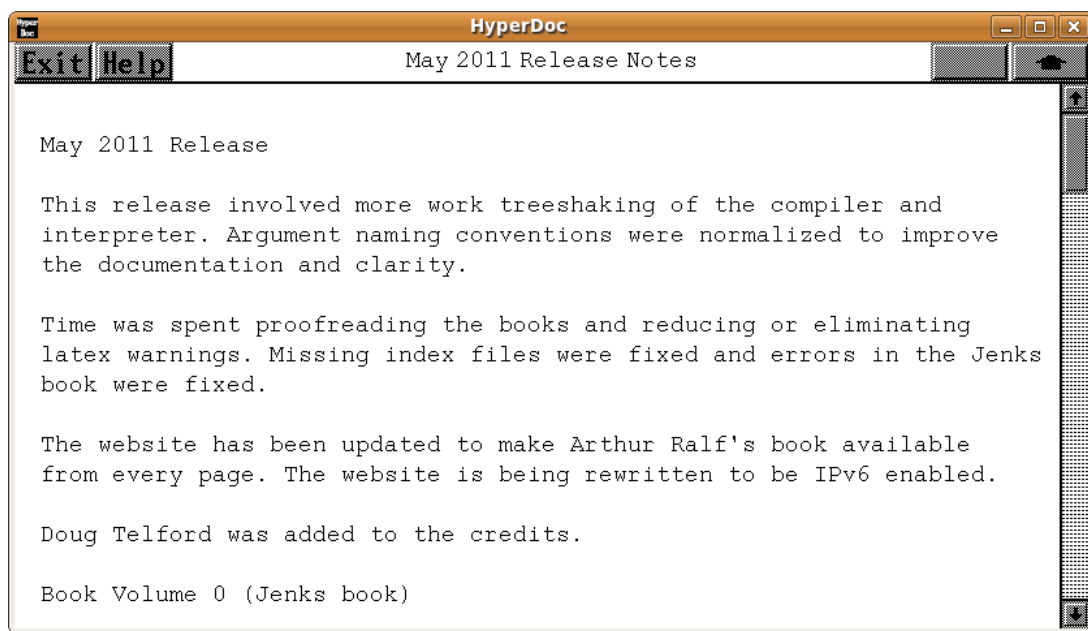 Hyper
Doc
HyperDoc
Exit Help
May 2011 Release Notes
May 2011 Release
This release involved more work treeshaking of the compiler and
interpreter. Argument naming conventions were normalized to improve
the documentation and clarity.
Time was spent proofreading the books and reducing or eliminating
latex warnings. Missing index files were fixed and errors in the Jenks
book were fixed.
The website has been updated to make Arthur Ralf's book available
from every page. The website is being rewritten to be IPv6 enabled.
Doug Telford was added to the credits.
Book Volume 0 (Jenks book)